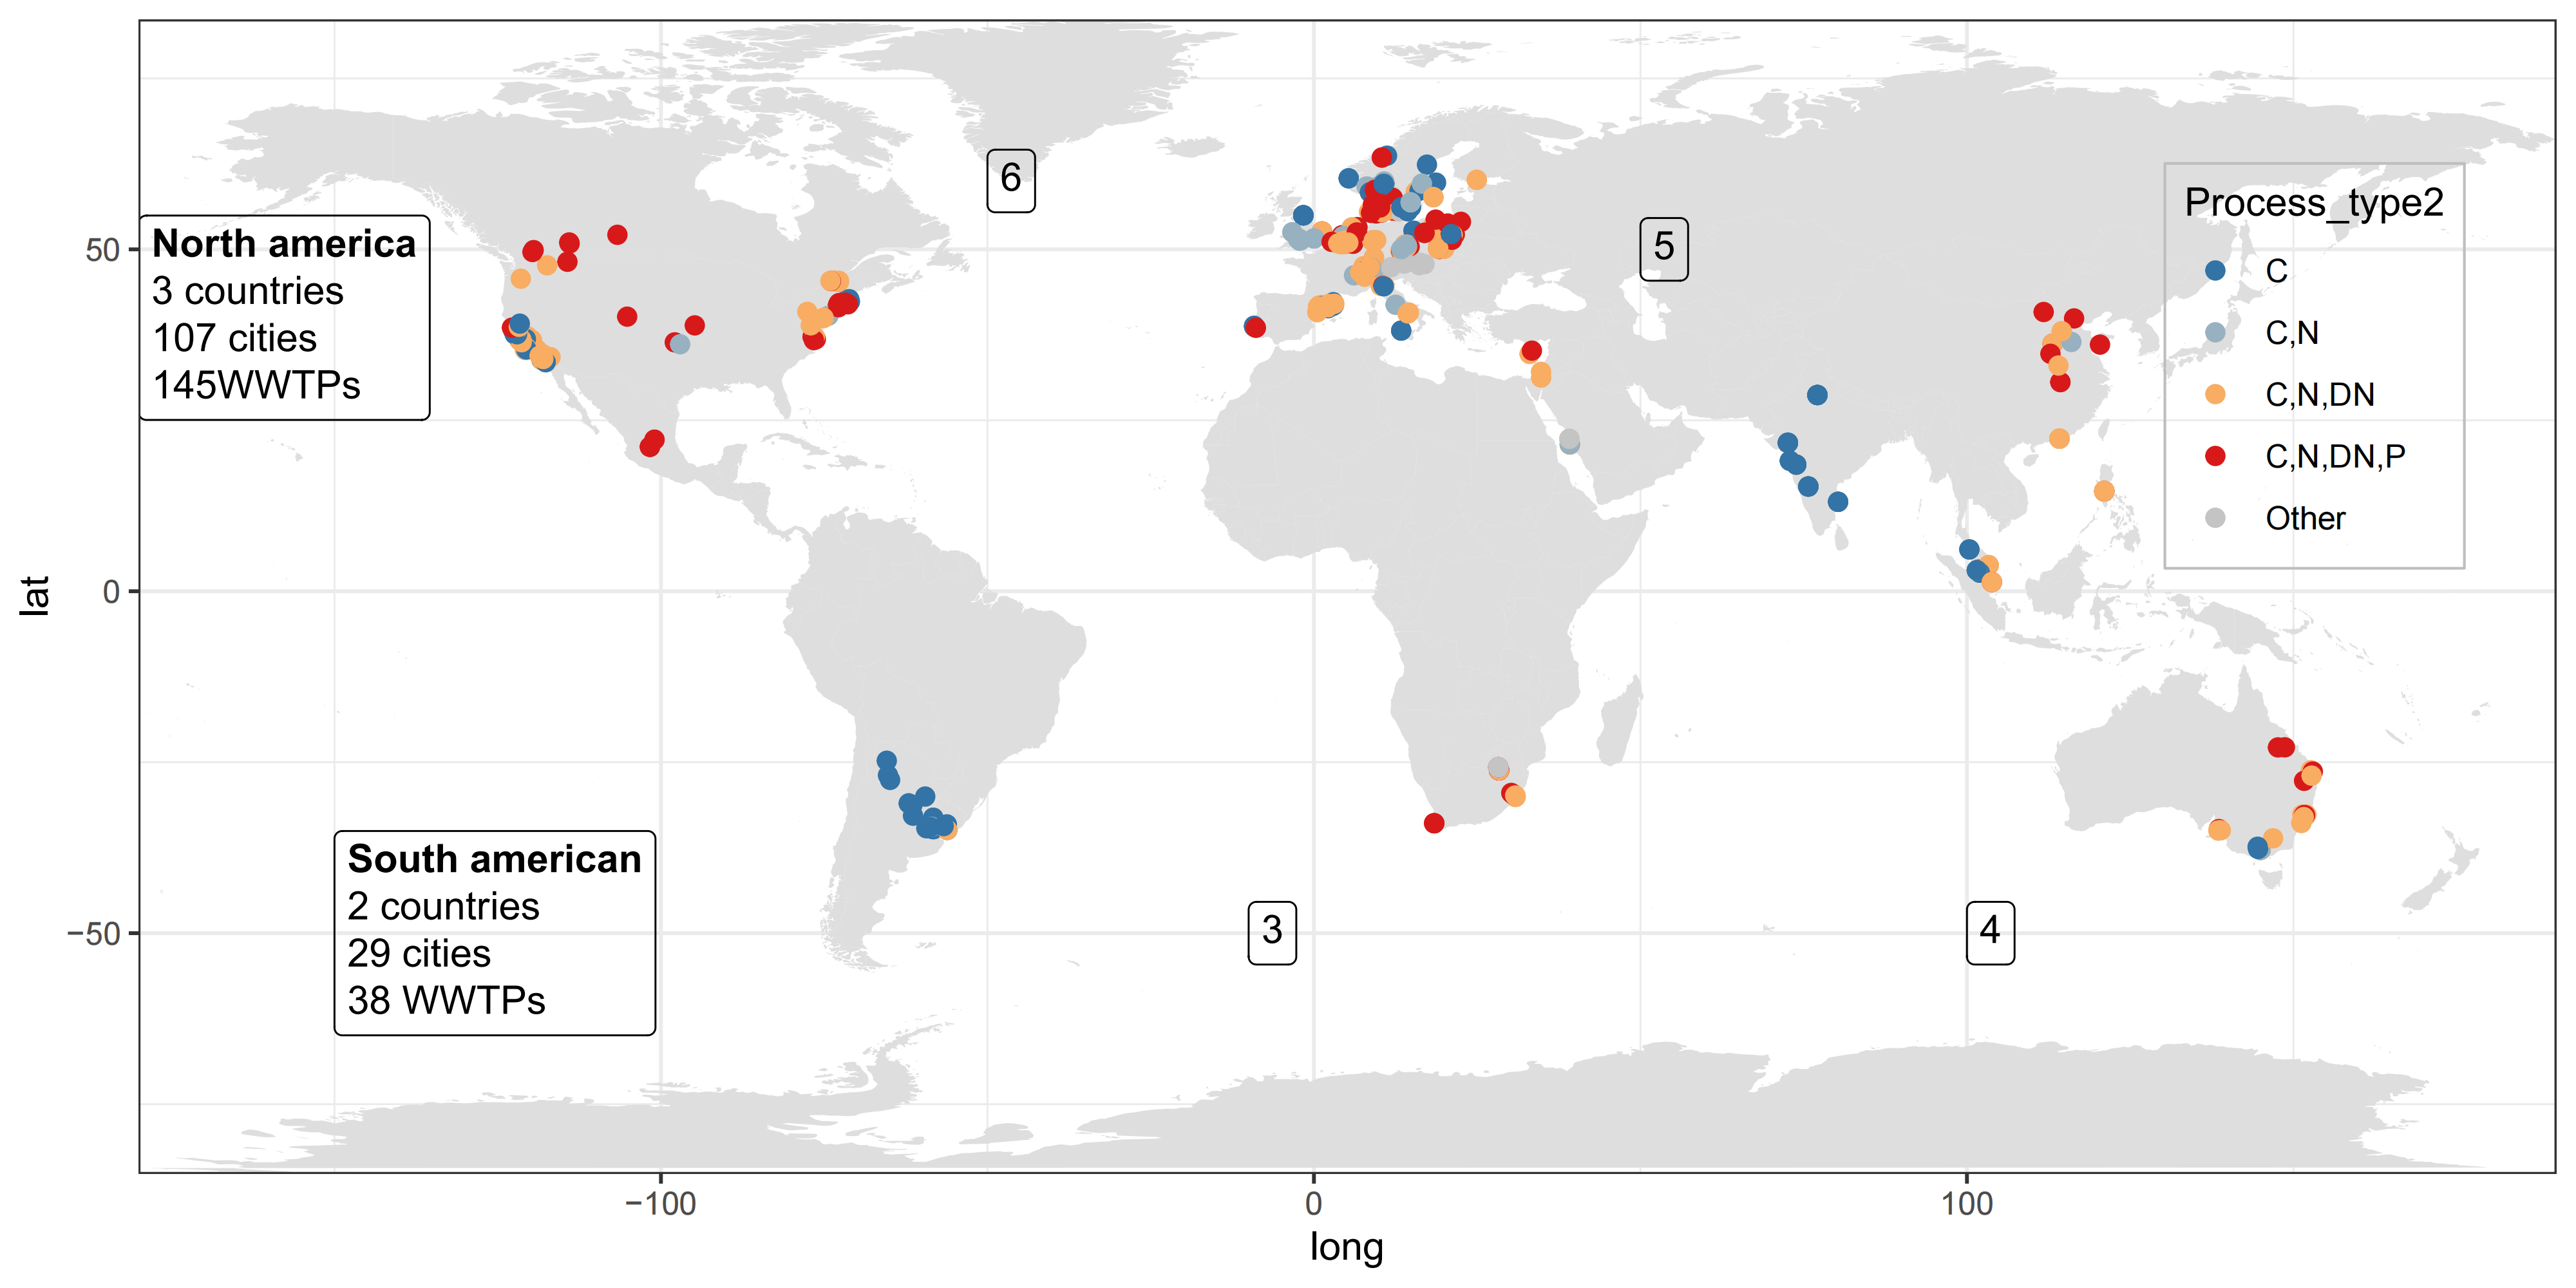 6
North america
3 countries
107 cities
145WWTPs
5
Process_type2
C
C,N
C,N,DN
C,N,DN,P
Other
South american
2 countries
29 cities
38 WWTPs
3
4
50
0
−50
lat
−100
0
100
long